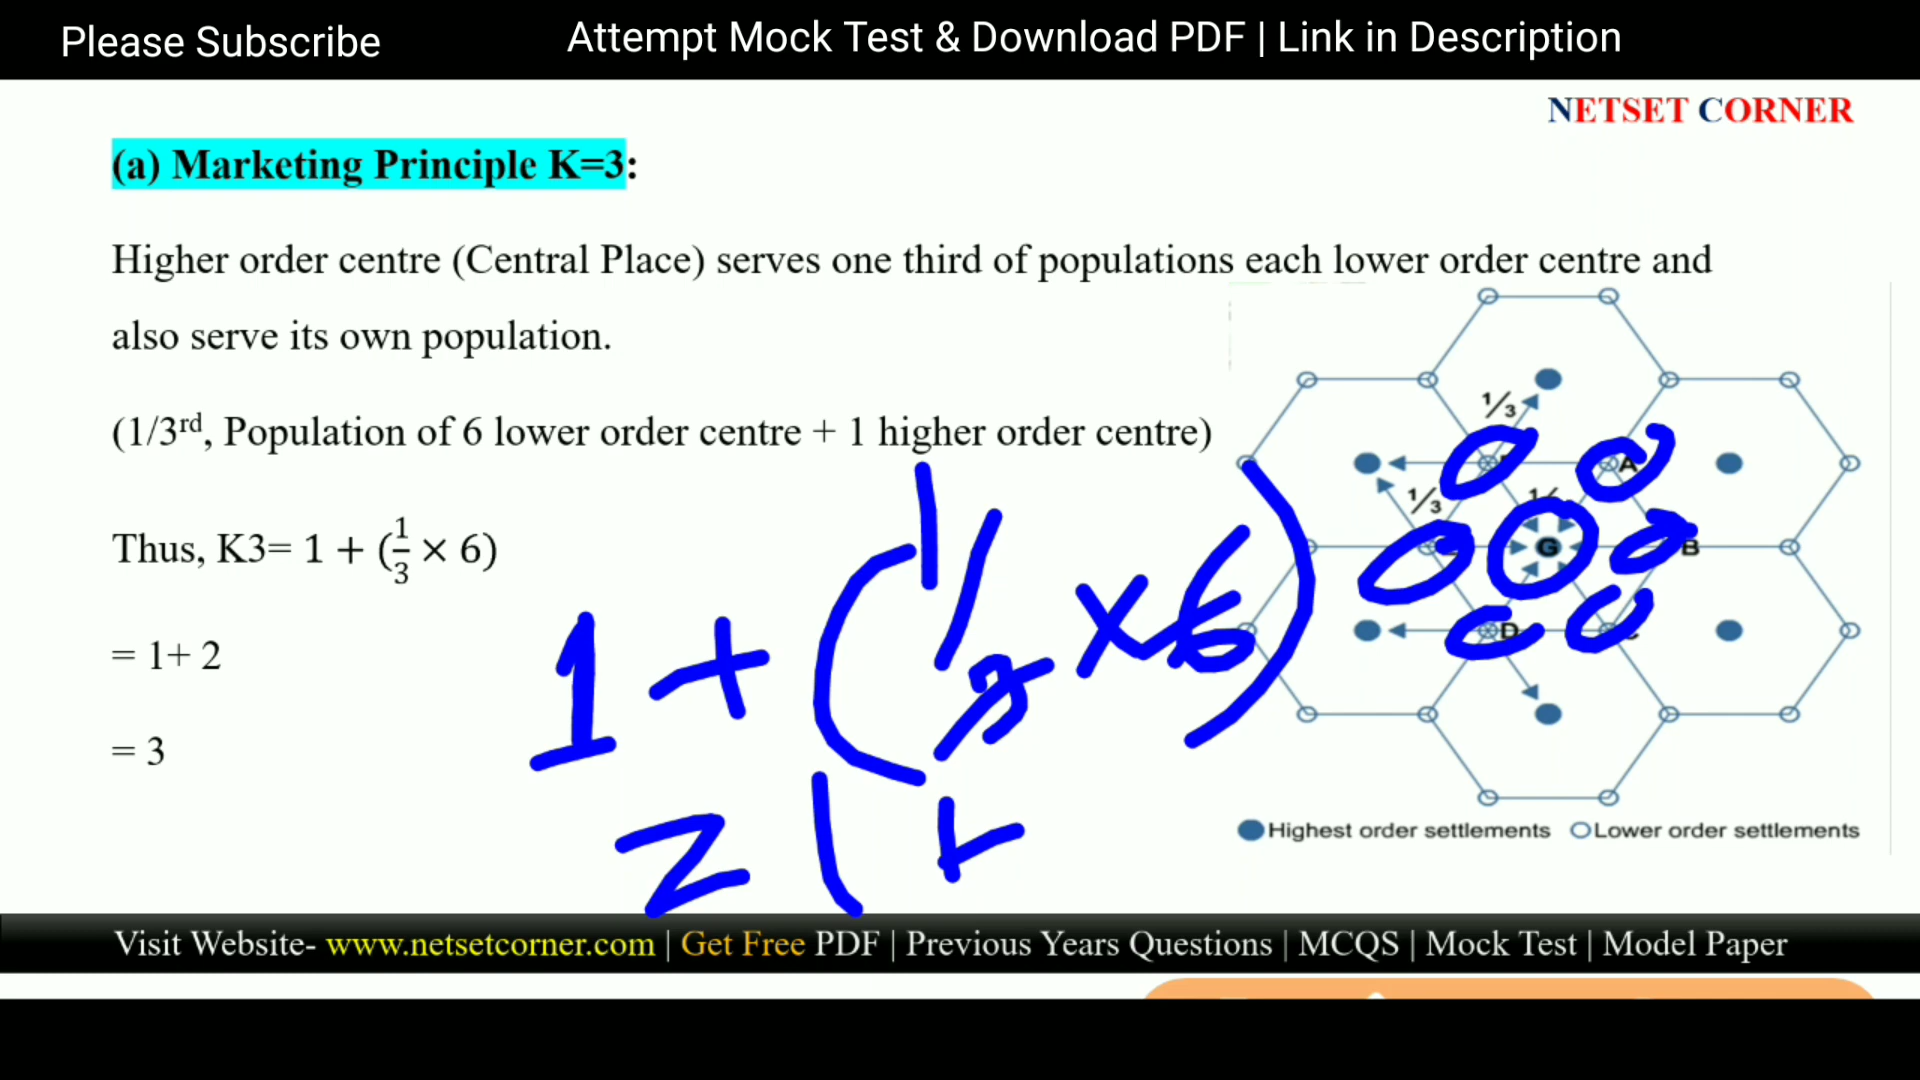 Please Subscribe
Attempt Mock Test & Download PDF | Link in Description
NETSET CORNER
(a) Marketing Principle K=3:
Higher order centre (Central Place) serves one third of populations each lower order centre and
also serve its own population.
(1/3rd, Population of 6 lower order centre + 1 higher order centre)
Thus, K3= 1 + (1/3 × 6)
= 1+ 2
= 3
1 + (1/3 × 6)
1/3
1/3
A
B
G
D
Highest order settlements Lower order settlements
Visit Website- www.netsetcorner.com | Get Free PDF | Previous Years Questions | MCQS | Mock Test | Model Paper